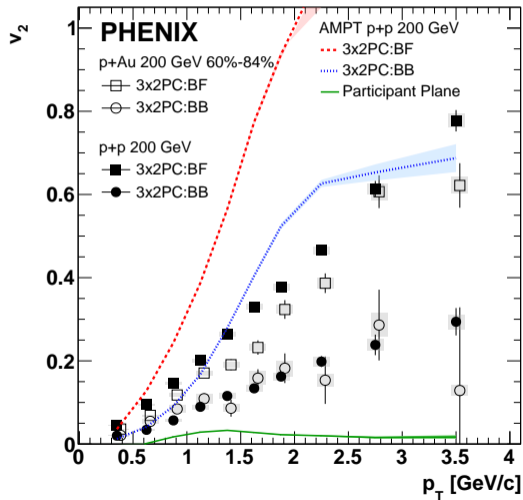 PHENIX
p+Au 200 GeV 60%-84%
3x2PC:BF
3x2PC:BB
p+p 200 GeV
3x2PC:BF
3x2PC:BB
AMPT p+p 200 GeV
3x2PC:BF
3x2PC:BB
Participant Plane
v2
1
0.8
0.6
0.4
0.2
0
0 0.5 1 1.5 2 2.5 3 3.5 4
pT [GeV/c]